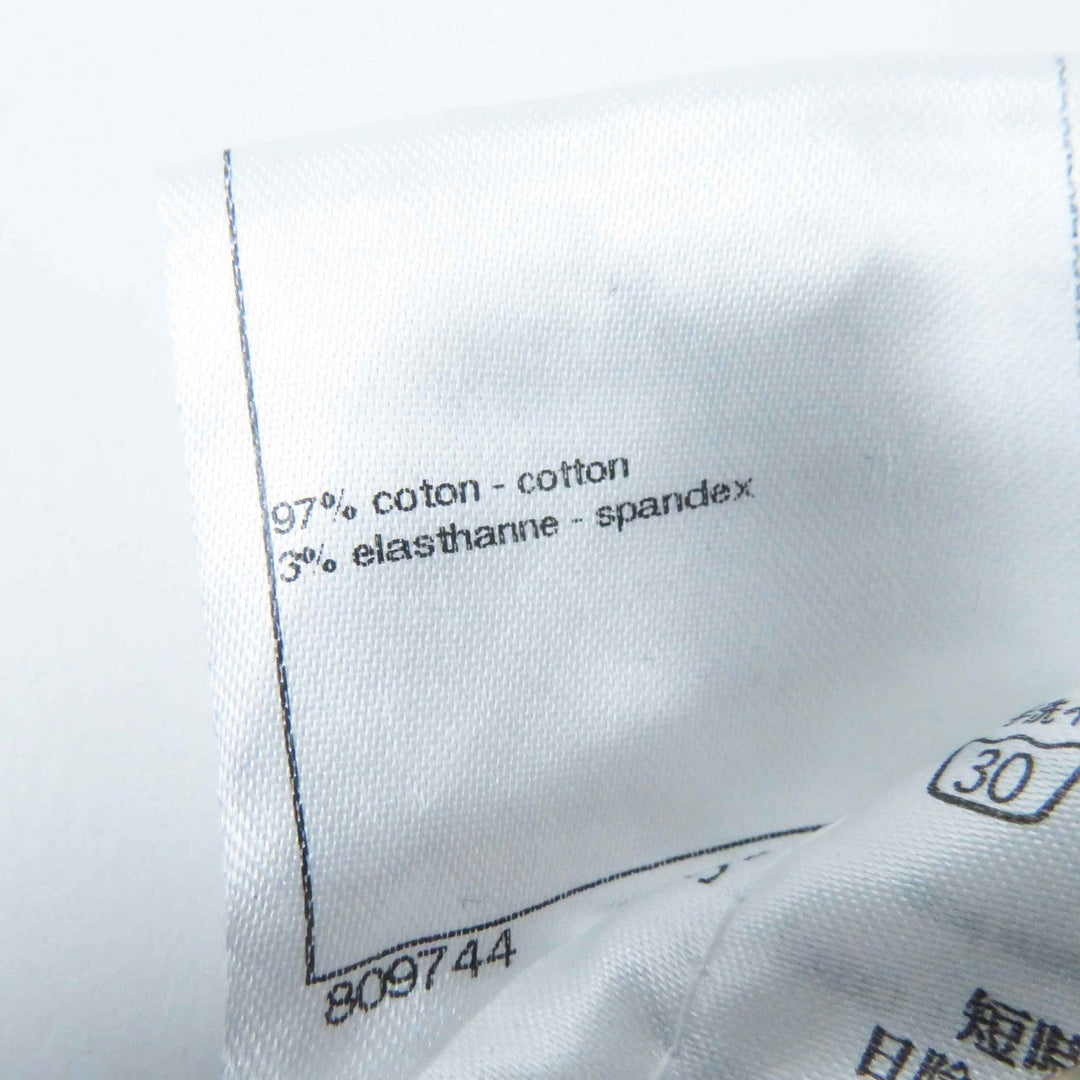 97% coton - cotton
3% elasthanne - spandex
30
809744